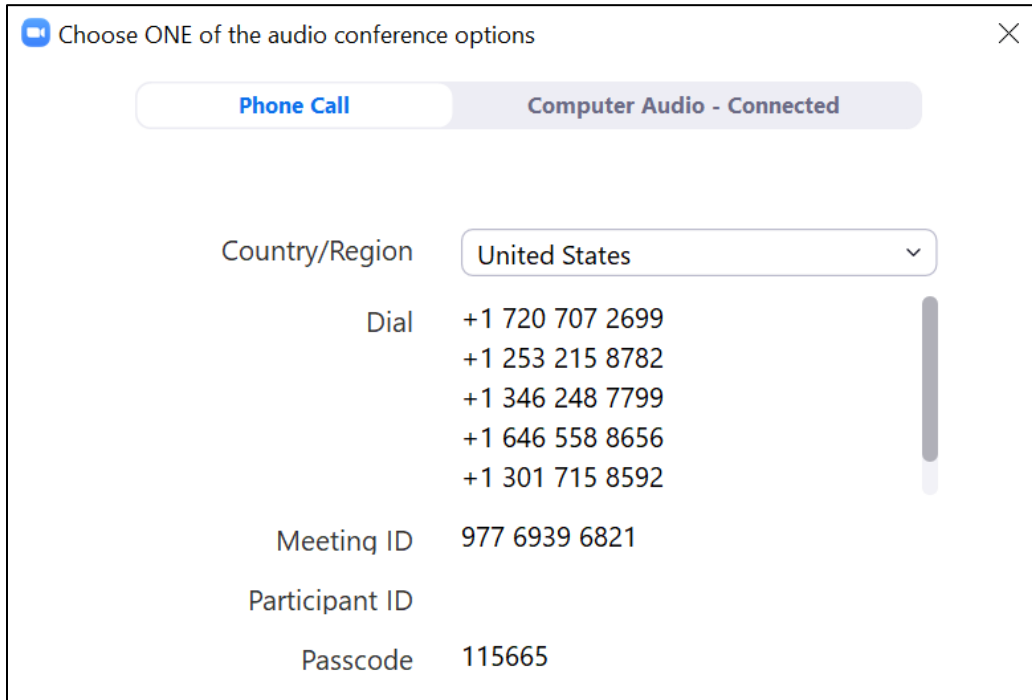 Choose ONE of the audio conference options
Phone Call Computer Audio - Connected
Country/Region United States
Dial +1 720 707 2699
+1 253 215 8782
+1 346 248 7799
+1 646 558 8656
+1 301 715 8592
Meeting ID 977 6939 6821
Participant ID
Passcode 115665